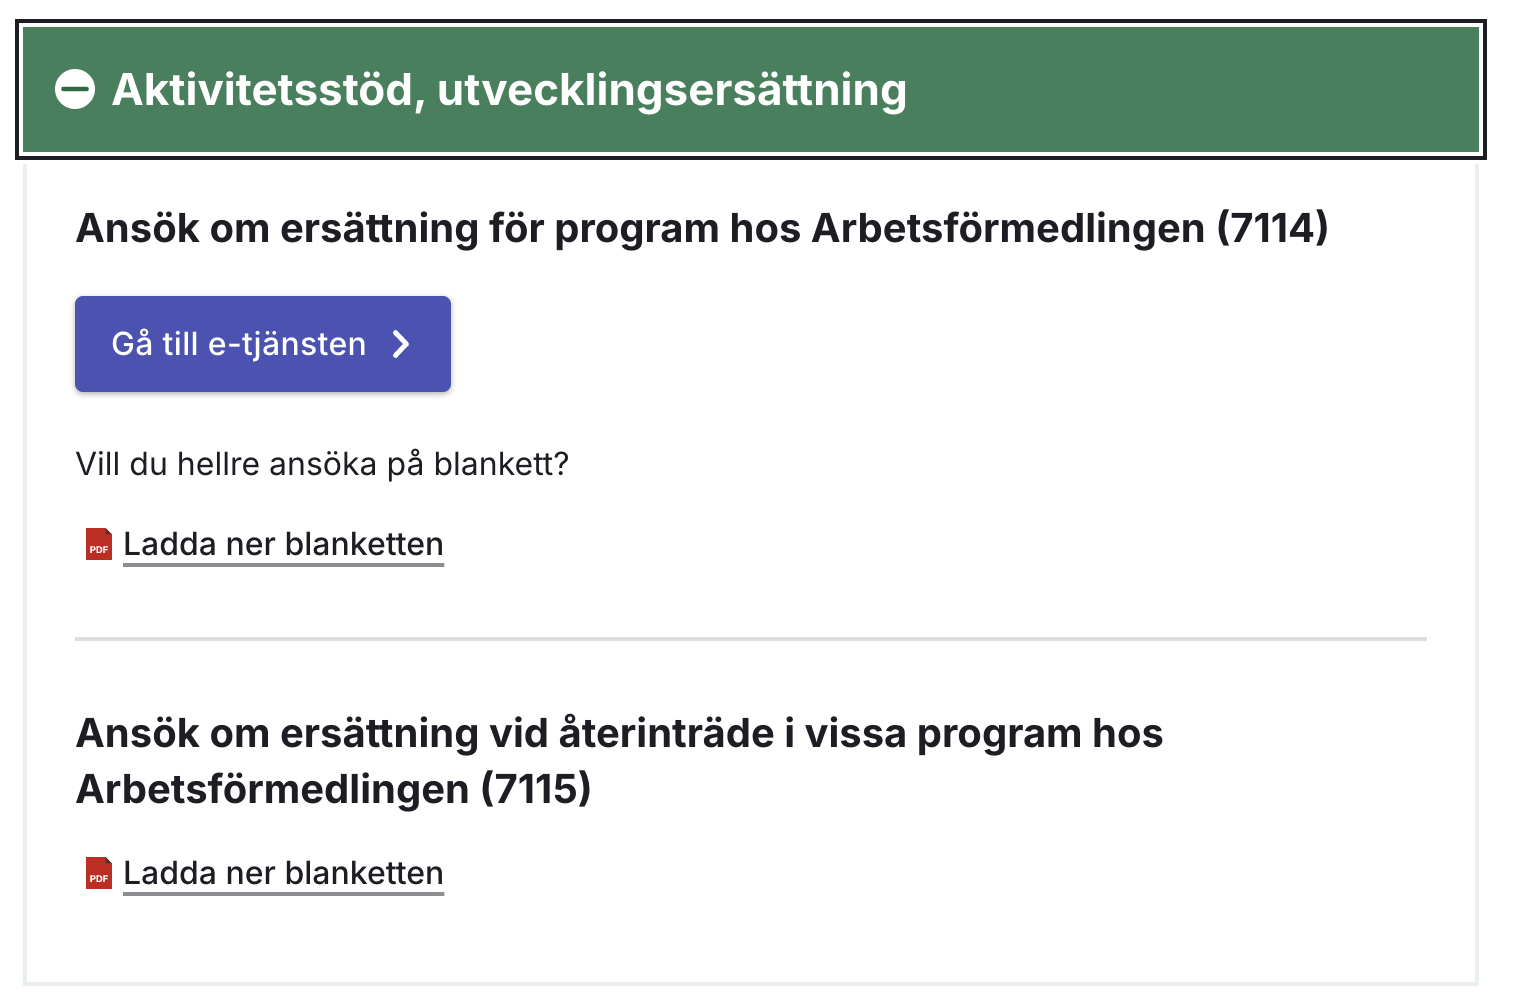 Aktivitetsstöd, utvecklingsersättning
Ansök om ersättning för program hos Arbetsförmedlingen (7114)
Gå till e-tjänsten
Vill du hellre ansöka på blankett?
PDF Ladda ner blanketten
Ansök om ersättning vid återinträde i vissa program hos
Arbetsförmedlingen (7115)
PDF Ladda ner blanketten